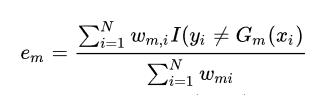 e_m = \frac{\sum_{i=1}^{N} w_{m,i} I(y_i \neq G_m(x_i)}{\sum_{i=1}^{N} w_{mi}}